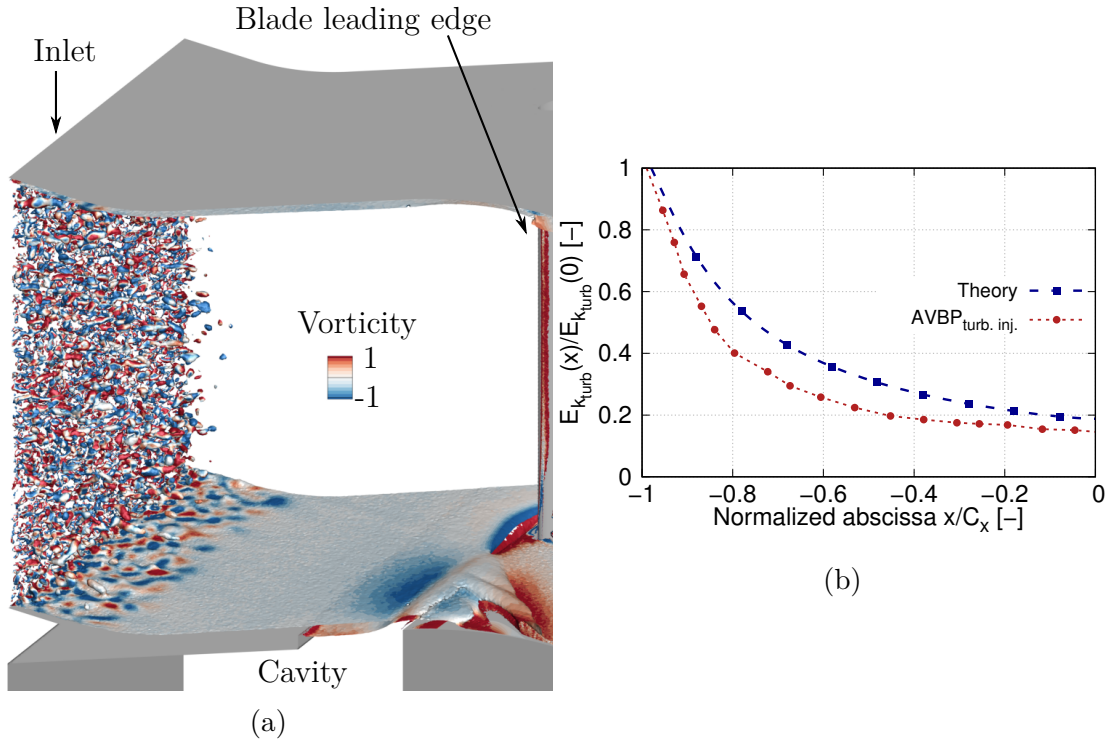 Blade leading edge
Inlet
Vorticity
1
-1
Cavity
(a)
E_{k_{turb}}(x)/E_{k_{turb}}(0) [−]
1
0.8
0.6
0.4
0.2
0
Theory
AVBP_{turb. inj.}
−1 −0.8 −0.6 −0.4 −0.2 0
Normalized abscissa x/C_x [−]
(b)